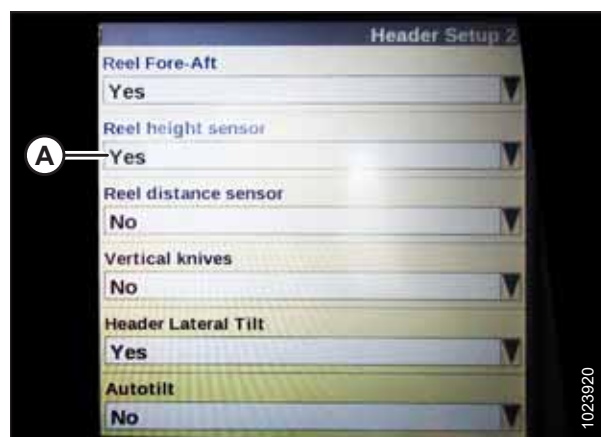 Header Setup 2
Reel Fore-Aft
Yes
Reel height sensor
A
Yes
Reel distance sensor
No
Vertical knives
No
Header Lateral Tilt
Yes
Autotilt
No
1023920